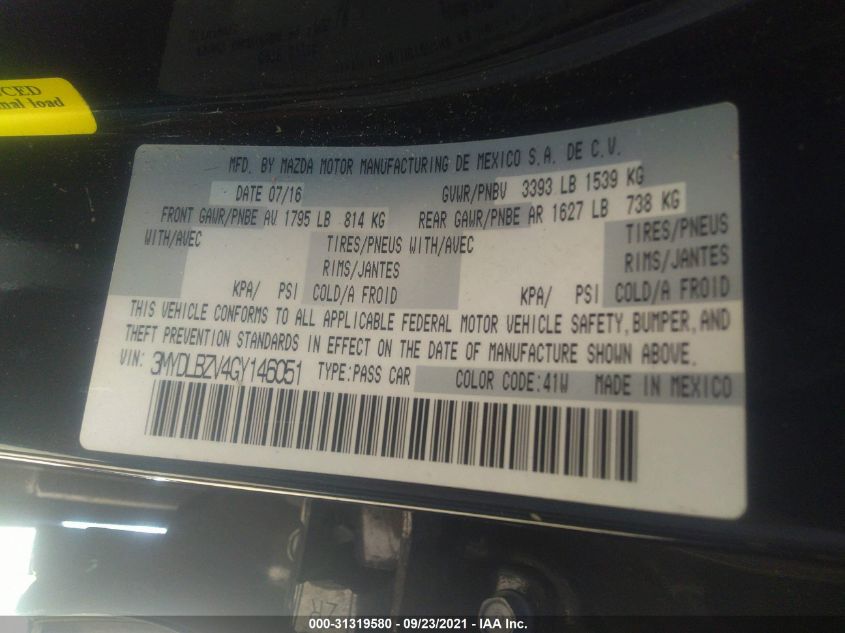 UCED
mal load
MFD. BY MAZDA MOTOR MANUFACTURING DE MEXICO S.A. DE C.V.
DATE 07/16 GVWR/PNBV 3393 LB 1539 KG
FRONT GAWR/PNBE AV 1795 LB 814 KG REAR GAWR/PNBE AR 1627 LB 738 KG
WITH/AVEC TIRES/PNEUS WITH/AVEC TIRES/PNEUS
RIMS/JANTES RIMS/JANTES
KPA/ PSI COLD/A FROID KPA/ PSI COLD/A FROID
THIS VEHICLE CONFORMS TO ALL APPLICABLE FEDERAL MOTOR VEHICLE SAFETY, BUMPER, AND
THEFT PREVENTION STANDARDS IN EFFECT ON THE DATE OF MANUFACTURE SHOWN ABOVE.
VIN: 3MYDLBZV4GY146051 TYPE:PASS CAR COLOR CODE:41W MADE IN MEXICO
000-31319580 - 09/23/2021 - IAA Inc.